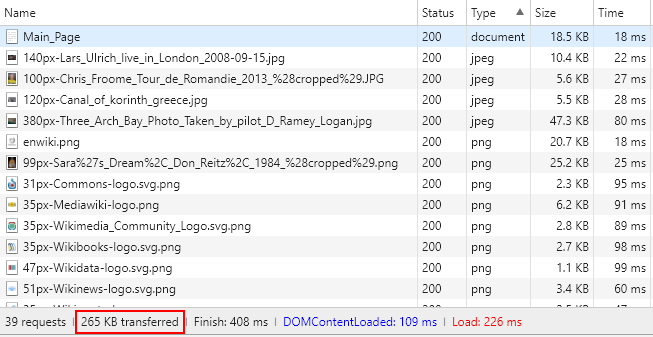 Name Status Type Size Time
Main_Page 200 document 18.5 KB 18 ms
140px-Lars_Ulrich_live_in_London_2008-09-15.jpg 200 jpeg 10.4 KB 22 ms
100px-Chris_Froome_Tour_de_Romandie_2013_%28cropped%29.JPG 200 jpeg 5.6 KB 27 ms
120px-Canal_of_korinth_greece.jpg 200 jpeg 5.5 KB 28 ms
380px-Three_Arch_Bay_Photo_Taken_by_pilot_D_Ramey_Logan.jpg 200 jpeg 47.3 KB 80 ms
enwiki.png 200 png 20.7 KB 18 ms
99px-Sara%27s_Dream%2C_Don_Reitz%2C_1984_%28cropped%29.png 200 png 25.2 KB 25 ms
31px-Commons-logo.svg.png 200 png 2.3 KB 95 ms
35px-Mediawiki-logo.png 200 png 6.2 KB 91 ms
35px-Wikimedia_Community_Logo.svg.png 200 png 2.8 KB 89 ms
35px-Wikibooks-logo.svg.png 200 png 2.7 KB 98 ms
47px-Wikidata-logo.svg.png 200 png 1.1 KB 99 ms
51px-Wikinews-logo.svg.png 200 png 3.4 KB 60 ms
39 requests | 265 KB transferred | Finish: 408 ms | DOMContentLoaded: 109 ms | Load: 226 ms